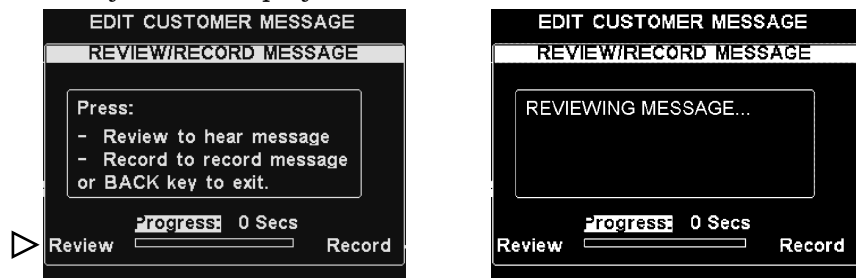 EDIT CUSTOMER MESSAGE
REVIEW/RECORD MESSAGE
Press:
- Review to hear message
- Record to record message
or BACK key to exit.
Progress: 0 Secs
Review Record
EDIT CUSTOMER MESSAGE
REVIEW/RECORD MESSAGE
REVIEWING MESSAGE...
Progress: 0 Secs
Review Record